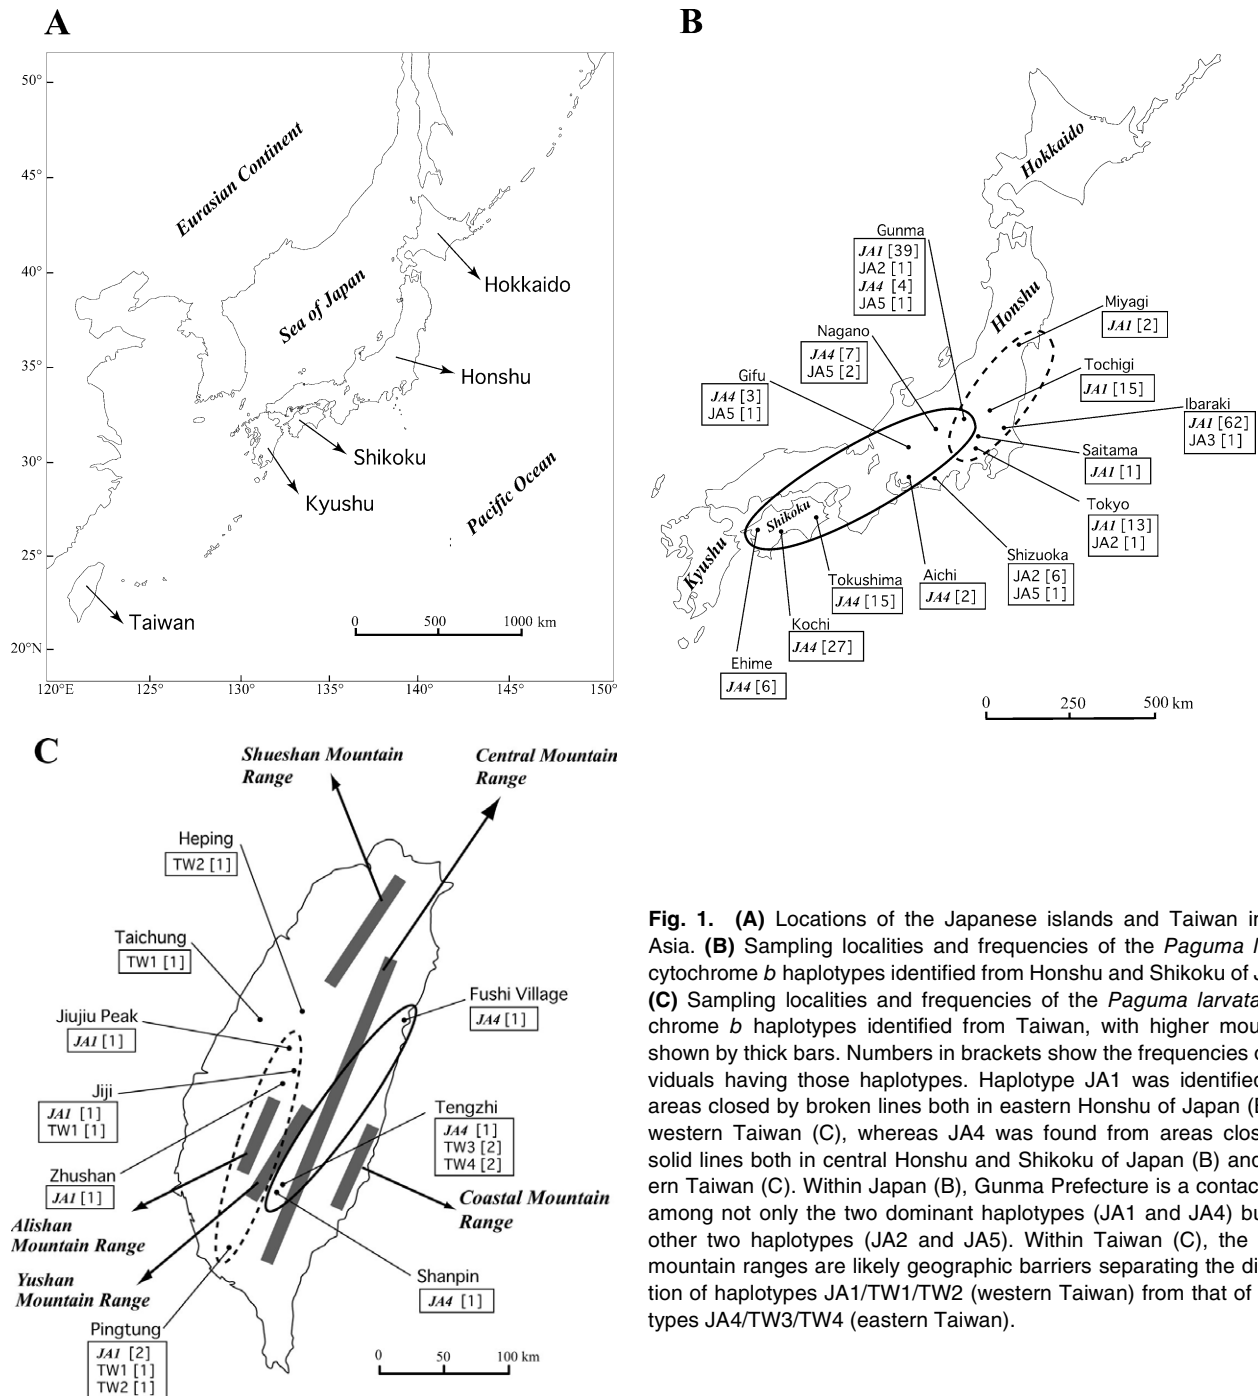 A
50°
45°
40°
35°
30°
25°
20°N
120°E
125°
130°
135°
140°
145°
150°
Eurasian Continent
Sea of Japan
Pacific Ocean
Hokkaido
Honshu
Shikoku
Kyushu
Taiwan
0 500 1000 km
B
Hokkaido
Honshu
Shikoku
Kyushu
Gunma
JA1 [39]
JA2 [1]
JA4 [4]
JA5 [1]
Nagano
JA4 [7]
JA5 [2]
Gifu
JA4 [3]
JA5 [1]
Miyagi
JA1 [2]
Tochigi
JA1 [15]
Ibaraki
JA1 [62]
JA3 [1]
Saitama
JA1 [1]
Tokyo
JA1 [13]
JA2 [1]
Shizuoka
JA2 [6]
JA5 [1]
Aichi
JA4 [2]
Tokushima
JA4 [15]
Kochi
JA4 [27]
Ehime
JA4 [6]
0 250 500 km
C
Shueshan Mountain
Range
Central Mountain
Range
Heping
TW2 [1]
Taichung
TW1 [1]
Jiujiu Peak
JA1 [1]
Jiji
JA1 [1]
TW1 [1]
Zhushan
JA1 [1]
Alishan
Mountain Range
Yushan
Mountain Range
Pingtung
JA1 [2]
TW1 [1]
TW2 [1]
Fushi Village
JA4 [1]
Tengzhi
JA4 [1]
TW3 [2]
TW4 [2]
Coastal Mountain
Range
Shanpin
JA4 [1]
0 50 100 km
Fig. 1. (A) Locations of the Japanese islands and Taiwan in
Asia. (B) Sampling localities and frequencies of the Paguma l
cytochrome b haplotypes identified from Honshu and Shikoku of J
(C) Sampling localities and frequencies of the Paguma larvata
chrome b haplotypes identified from Taiwan, with higher mou
shown by thick bars. Numbers in brackets show the frequencies o
viduals having those haplotypes. Haplotype JA1 was identified
areas closed by broken lines both in eastern Honshu of Japan (B
western Taiwan (C), whereas JA4 was found from areas clos
solid lines both in central Honshu and Shikoku of Japan (B) and
ern Taiwan (C). Within Japan (B), Gunma Prefecture is a contac
among not only the two dominant haplotypes (JA1 and JA4) bu
other two haplotypes (JA2 and JA5). Within Taiwan (C), the
mountain ranges are likely geographic barriers separating the di
tion of haplotypes JA1/TW1/TW2 (western Taiwan) from that of
types JA4/TW3/TW4 (eastern Taiwan).